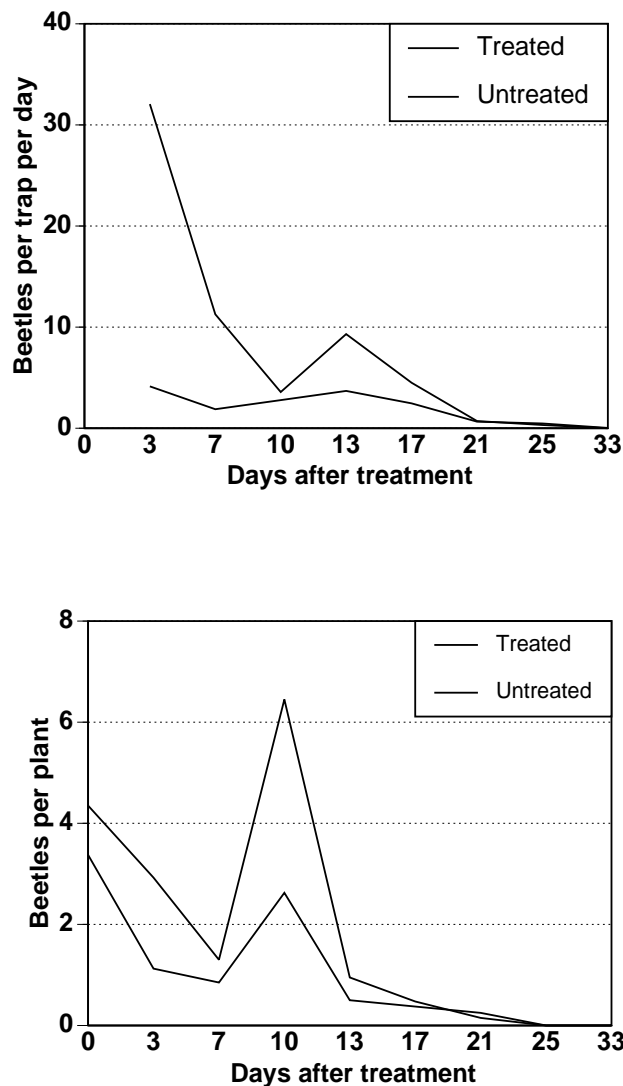 40
30
20
10
0
Beetles per trap per day
Treated
Untreated
0 3 7 10 13 17 21 25 33
Days after treatment
8
6
4
2
0
Beetles per plant
Treated
Untreated
0 3 7 10 13 17 21 25 33
Days after treatment